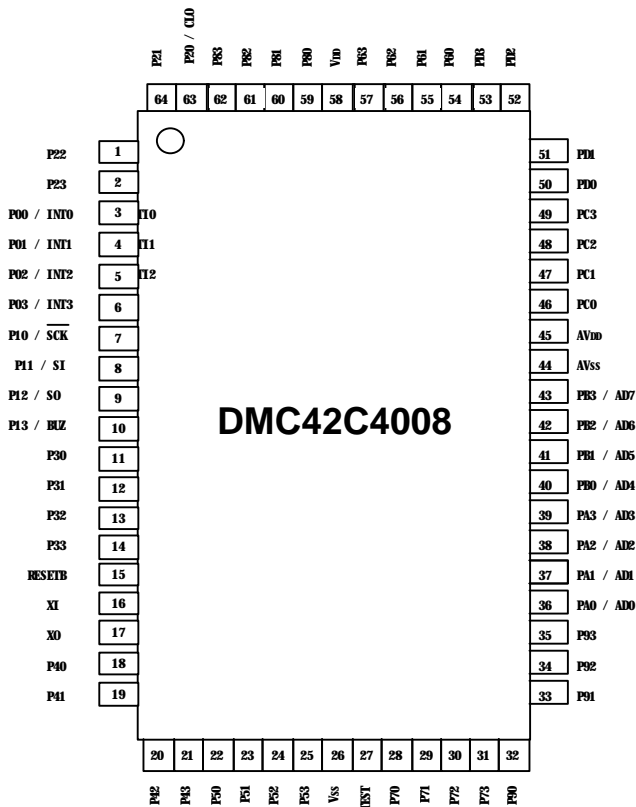 P21 P20 / CLO P83 P82 P81 P80 VDD P63 P62 P61 P60 PD3 PD2
64 63 62 61 60 59 58 57 56 55 54 53 52
P22 1 51 PD1
P23 2 50 PD0
P00 / INT0 3 TI0 49 PC3
P01 / INT1 4 TI1 48 PC2
P02 / INT2 5 TI2 47 PC1
P03 / INT3 6 46 PC0
P10 / SCK 7 45 AVDD
P11 / SI 8 44 AVSS
P12 / SO 9 43 PB3 / AD7
P13 / BUZ 10 DMC42C4008 42 PB2 / AD6
P30 11 41 PB1 / AD5
P31 12 40 PB0 / AD4
P32 13 39 PA3 / AD3
P33 14 38 PA2 / AD2
RESETB 15 37 PA1 / AD1
XI 16 36 PA0 / AD0
XO 17 35 P93
P40 18 34 P92
P41 19 33 P91
20 21 22 23 24 25 26 27 28 29 30 31 32
P42 P43 P50 P51 P52 P53 VSS TEST P70 P71 P72 P73 P90